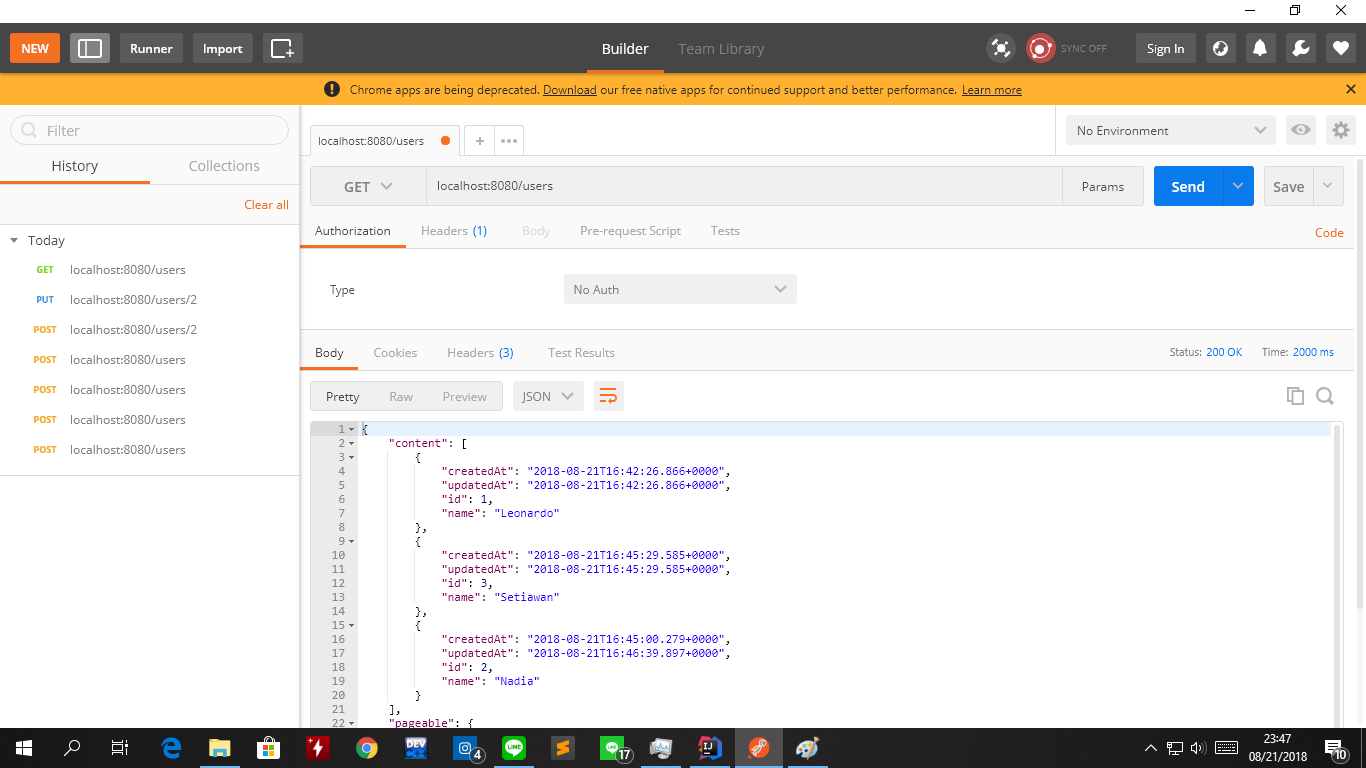 NEW Runner Import Builder Team Library SYNC OFF Sign In
Chrome apps are being deprecated. Download our free native apps for continued support and better performance. Learn more
Filter
History Collections
Clear all
Today
GET localhost:8080/users
PUT localhost:8080/users/2
POST localhost:8080/users/2
POST localhost:8080/users
POST localhost:8080/users
POST localhost:8080/users
POST localhost:8080/users
localhost:8080/users + •••
No Environment
GET localhost:8080/users Params Send Save
Authorization Headers (1) Body Pre-request Script Tests Code
Type No Auth
Body Cookies Headers (3) Test Results Status: 200 OK Time: 2000 ms
Pretty Raw Preview JSON
1 {
2 "content": [
3 {
4 "createdAt": "2018-08-21T16:42:26.866+0000",
5 "updatedAt": "2018-08-21T16:42:26.866+0000",
6 "id": 1,
7 "name": "Leonardo"
8 },
9 {
10 "createdAt": "2018-08-21T16:45:29.585+0000",
11 "updatedAt": "2018-08-21T16:45:29.585+0000",
12 "id": 3,
13 "name": "Setiawan"
14 },
15 {
16 "createdAt": "2018-08-21T16:45:00.279+0000",
17 "updatedAt": "2018-08-21T16:46:39.897+0000",
18 "id": 2,
19 "name": "Nadia"
20 }
21 ],
22 "pageable": {
DEV 4 LINE LINE 17 IJ
23:47
08/21/2018
10